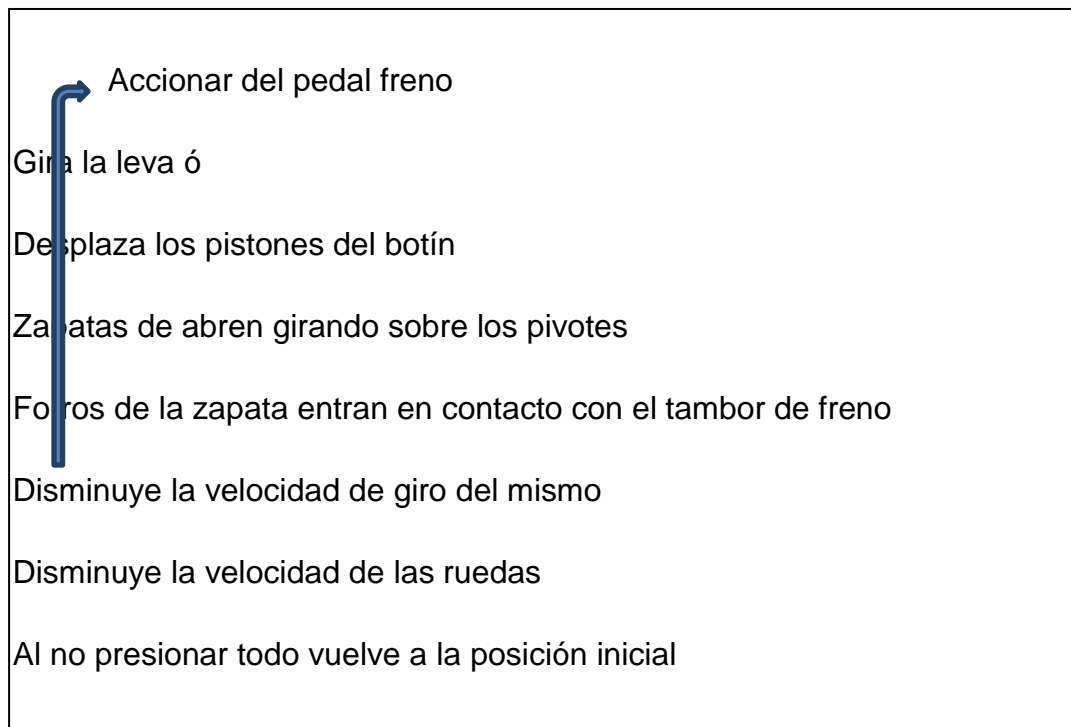 Accionar del pedal freno
Gira la leva ó
Desplaza los pistones del botín
Zapatas de abren girando sobre los pivotes
Forros de la zapata entran en contacto con el tambor de freno
Disminuye la velocidad de giro del mismo
Disminuye la velocidad de las ruedas
Al no presionar todo vuelve a la posición inicial